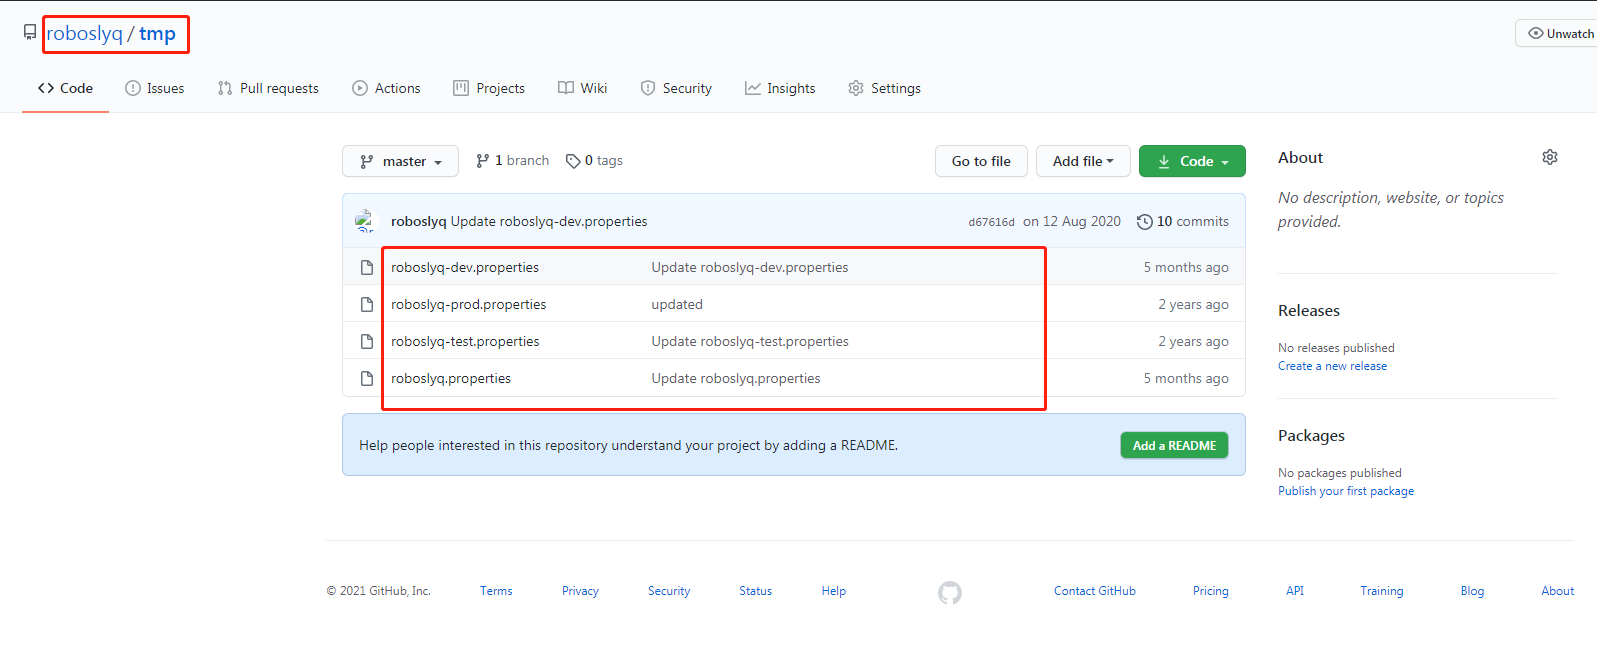 roboslyq / tmp
Unwatch
Code Issues Pull requests Actions Projects Wiki Security Insights Settings
master 1 branch 0 tags Go to file Add file Code
roboslyq Update roboslyq-dev.properties d67616d on 12 Aug 2020 10 commits
roboslyq-dev.properties Update roboslyq-dev.properties 5 months ago
roboslyq-prod.properties updated 2 years ago
roboslyq-test.properties Update roboslyq-test.properties 2 years ago
roboslyq.properties Update roboslyq.properties 5 months ago
Help people interested in this repository understand your project by adding a README. Add a README
About
No description, website, or topics
provided.
Releases
No releases published
Create a new release
Packages
No packages published
Publish your first package
© 2021 GitHub, Inc. Terms Privacy Security Status Help Contact GitHub Pricing API Training Blog About